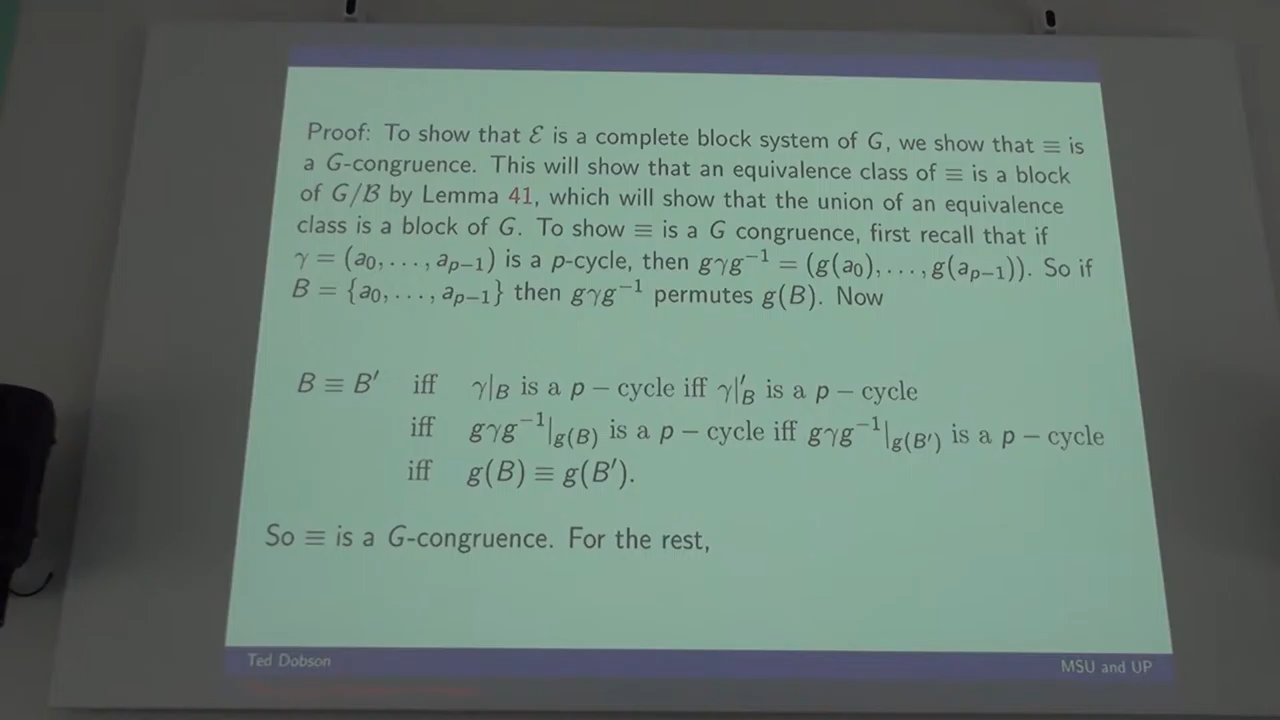 Proof: To show that ℰ is a complete block system of G, we show that ≡ is
a G-congruence. This will show that an equivalence class of ≡ is a block
of G/ℬ by Lemma 41, which will show that the union of an equivalence
class is a block of G. To show ≡ is a G congruence, first recall that if
γ = (a₀, . . . , aₚ₋₁) is a p-cycle, then gγg⁻¹ = (g(a₀), . . . , g(aₚ₋₁)). So if
B = {a₀, . . . , aₚ₋₁} then gγg⁻¹ permutes g(B). Now
B ≡ B′ iff γ|_B is a p − cycle iff γ|′_B is a p − cycle
iff gγg⁻¹|_g(B) is a p − cycle iff gγg⁻¹|_g(B′) is a p − cycle
iff g(B) ≡ g(B′).
So ≡ is a G-congruence. For the rest,
Ted Dobson MSU and UP